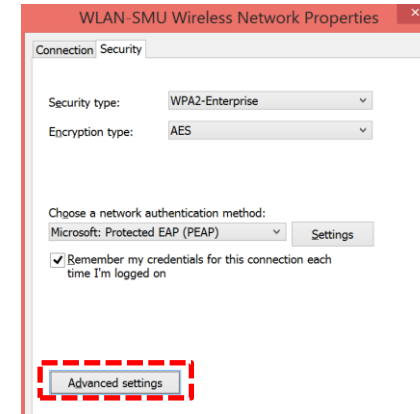 WLAN-SMU Wireless Network Properties
Connection Security
Security type: WPA2-Enterprise
Encryption type: AES
Choose a network authentication method:
Microsoft: Protected EAP (PEAP) Settings
Remember my credentials for this connection each
time I'm logged on
Advanced settings